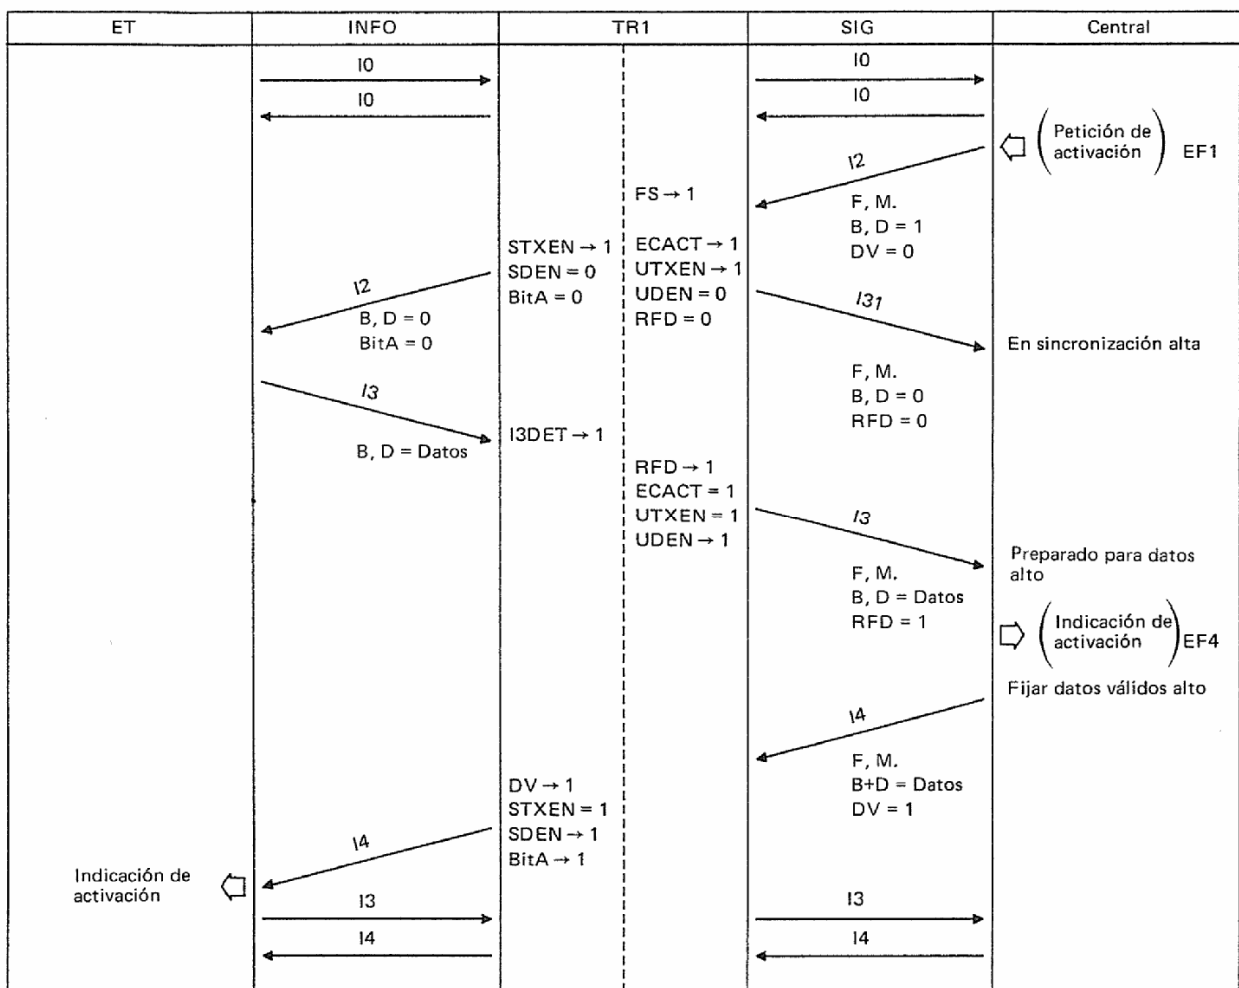 ET INFO TR1 SIG Central
I0 I0
I0 I0
Petición de
activación EF1
I2
FS → 1
F, M.
B, D = 1
DV = 0
STXEN → 1 ECACT → 1
SDEN = 0 UTXEN → 1
BitA = 0 UDEN = 0
RFD = 0
I2
B, D = 0
BitA = 0
I31
En sincronización alta
F, M.
B, D = 0
RFD = 0
I3
B, D = Datos
I3DET → 1
RFD → 1
ECACT = 1
UTXEN = 1
UDEN → 1
I3
Preparado para datos
alto
F, M.
B, D = Datos
RFD = 1
Indicación de
activación EF4
Fijar datos válidos alto
I4
F, M.
B+D = Datos
DV = 1
DV → 1
STXEN = 1
SDEN → 1
BitA → 1
I4
Indicación de
activación
I3 I3
I4 I4